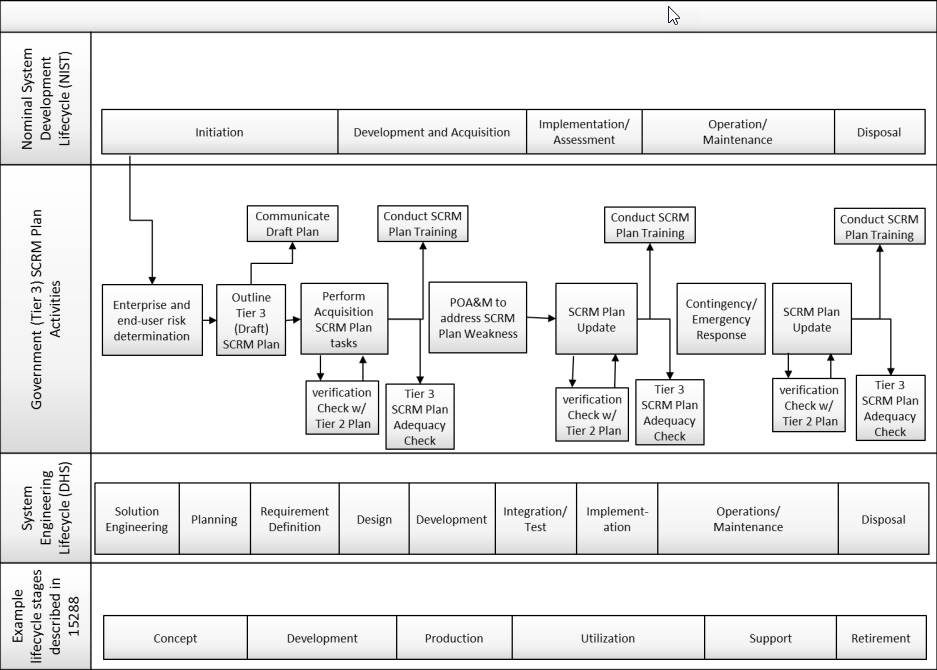 Nominal System
Development
Lifecycle (NIST)
Initiation
Development and Acquisition
Implementation/
Assessment
Operation/
Maintenance
Disposal
Government (Tier 3) SCRM Plan
Activities
Communicate
Draft Plan
Conduct SCRM
Plan Training
Conduct SCRM
Plan Training
Conduct SCRM
Plan Training
Enterprise and
end-user risk
determination
Outline
Tier 3
(Draft)
SCRM Plan
Perform
Acquisition
SCRM Plan
tasks
POA&M to
address SCRM
Plan Weakness
SCRM Plan
Update
Contingency/
Emergency
Response
SCRM Plan
Update
verification
Check w/
Tier 2 Plan
Tier 3
SCRM Plan
Adequacy
Check
verification
Check w/
Tier 2 Plan
Tier 3
SCRM Plan
Adequacy
Check
verification
Check w/
Tier 2 Plan
Tier 3
SCRM Plan
Adequacy
Check
System
Engineering
Lifecycle (DHS)
Solution
Engineering
Planning
Requirement
Definition
Design
Development
Integration/
Test
Implement-
ation
Operations/
Maintenance
Disposal
Example
lifecycle stages
described in
15288
Concept
Development
Production
Utilization
Support
Retirement